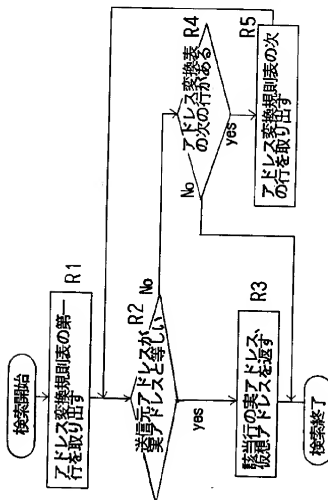 検索開始
アドレス変換規則表の第一
行を取り出す
R1
送信元アドレスが
実アドレスと等しい
R2
No
yes
該当行の実アドレス、
仮想アドレスを返す
R3
検索終了
アドレス変換表
の次の行がある
R4
No
yes
アドレス変換規則表の次
の行を取り出す
R5